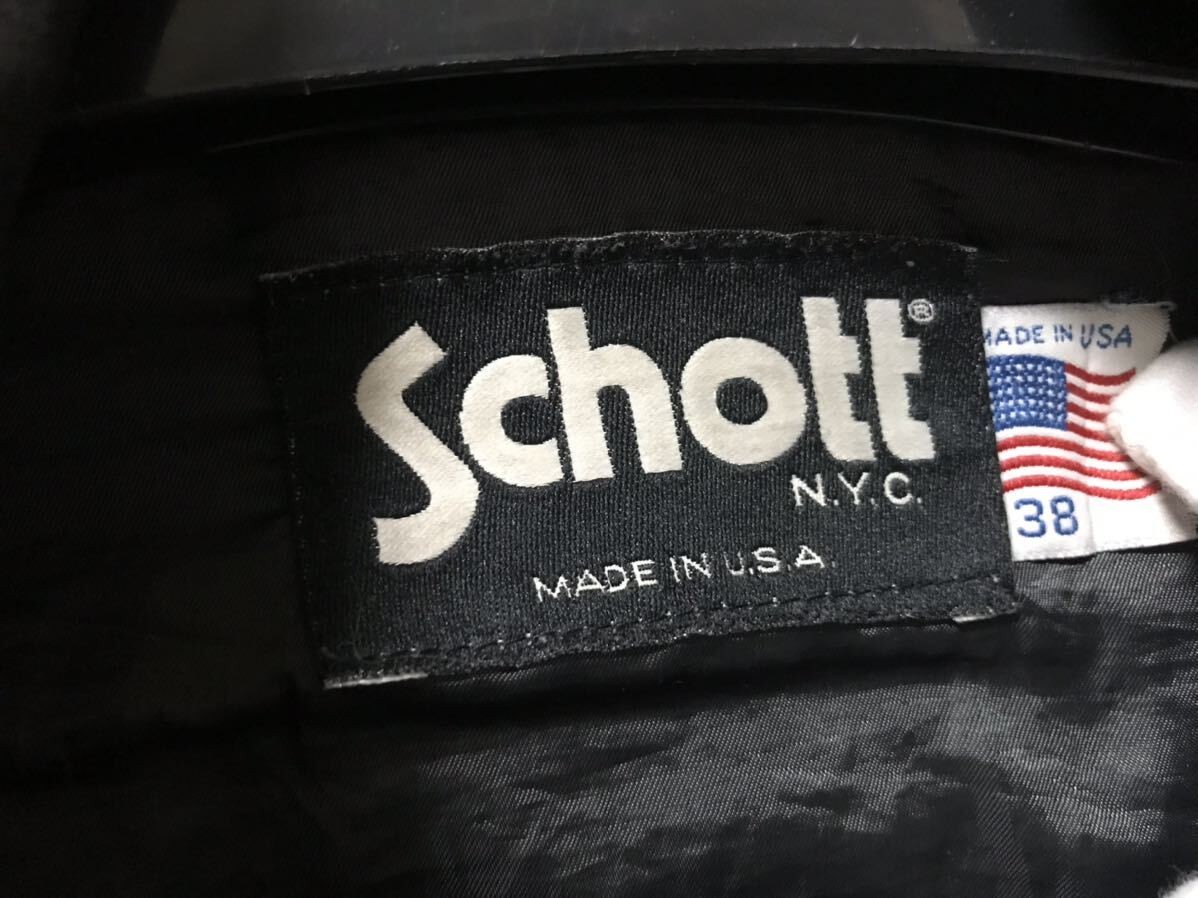 Schott®
N.Y.C.
MADE IN U.S.A.
MADE IN USA
38